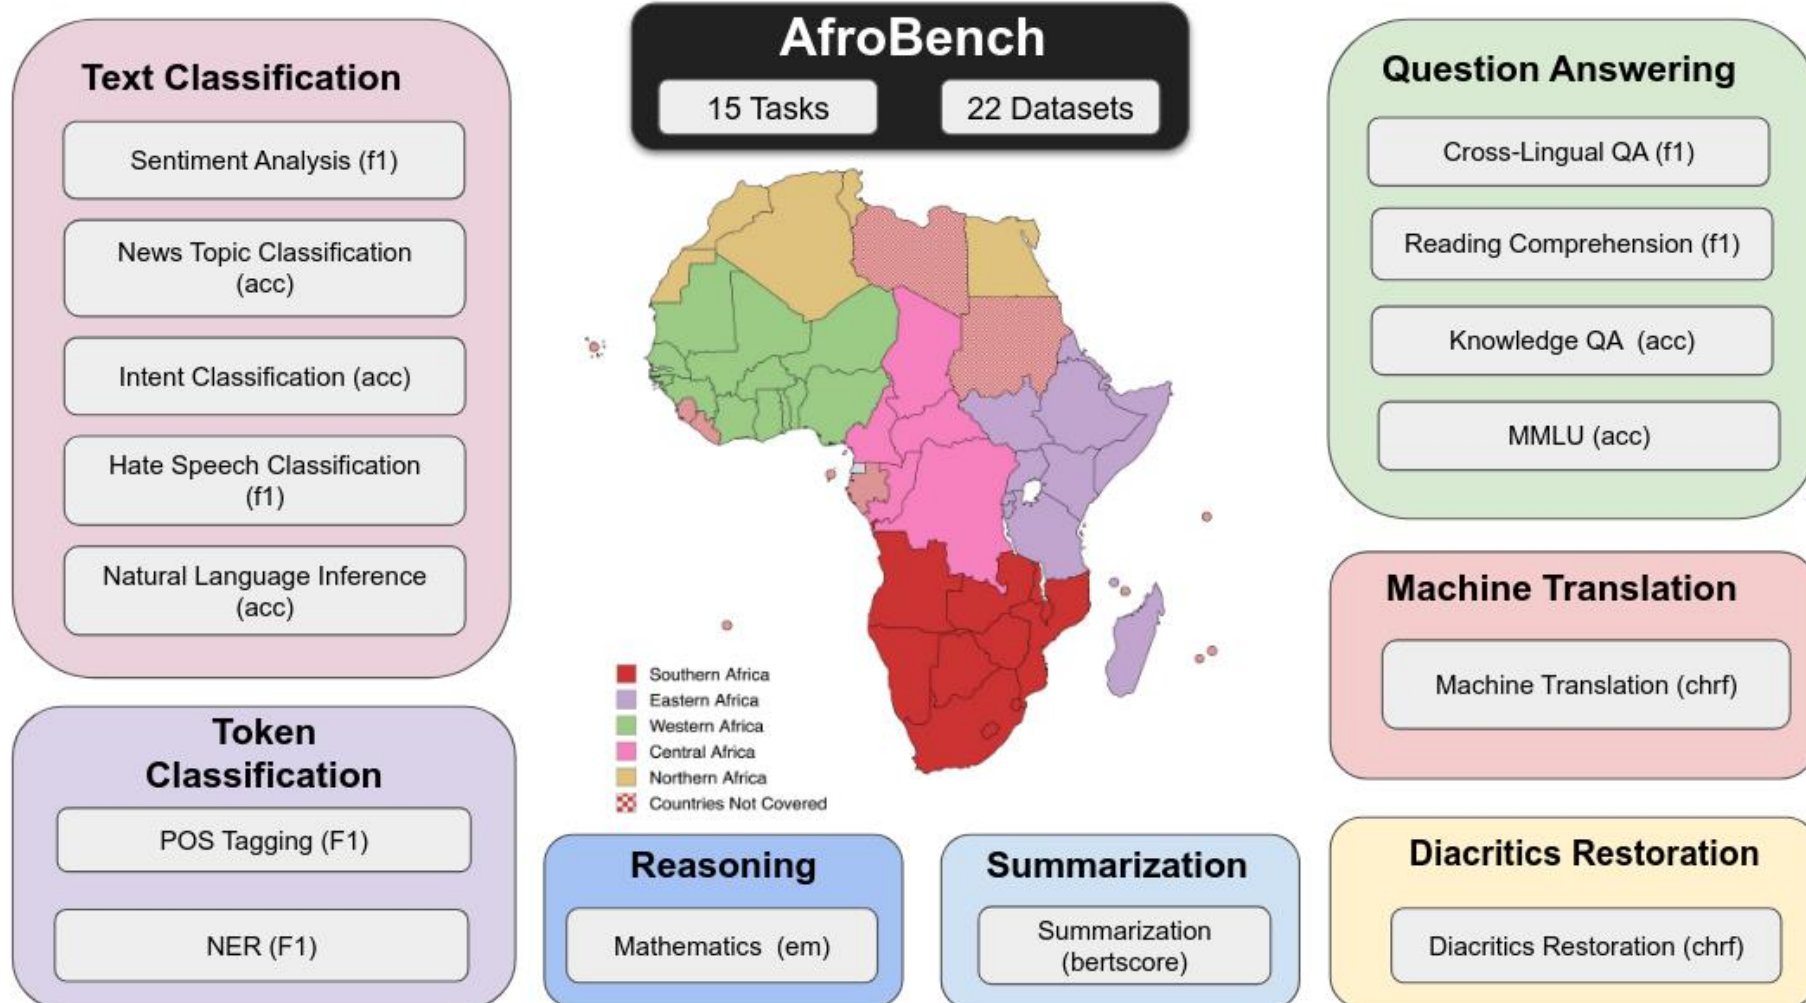 AfroBench
15 Tasks
22 Datasets
Text Classification
Sentiment Analysis (f1)
News Topic Classification
(acc)
Intent Classification (acc)
Hate Speech Classification
(f1)
Natural Language Inference
(acc)
Token
Classification
POS Tagging (F1)
NER (F1)
Southern Africa
Eastern Africa
Western Africa
Central Africa
Northern Africa
Countries Not Covered
Reasoning
Mathematics (em)
Summarization
Summarization
(bertscore)
Question Answering
Cross-Lingual QA (f1)
Reading Comprehension (f1)
Knowledge QA (acc)
MMLU (acc)
Machine Translation
Machine Translation (chrf)
Diacritics Restoration
Diacritics Restoration (chrf)